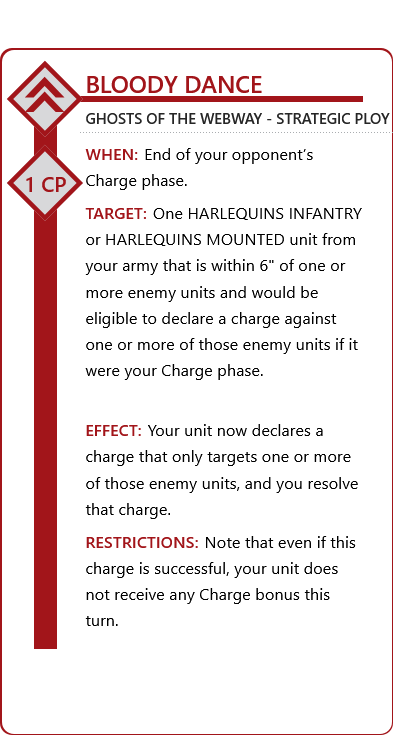 BLOODY DANCE
GHOSTS OF THE WEBWAY - STRATEGIC PLOY
1 CP
WHEN: End of your opponent’s
Charge phase.
TARGET: One HARLEQUINS INFANTRY
or HARLEQUINS MOUNTED unit from
your army that is within 6" of one or
more enemy units and would be
eligible to declare a charge against
one or more of those enemy units if it
were your Charge phase.
EFFECT: Your unit now declares a
charge that only targets one or more
of those enemy units, and you resolve
that charge.
RESTRICTIONS: Note that even if this
charge is successful, your unit does
not receive any Charge bonus this
turn.